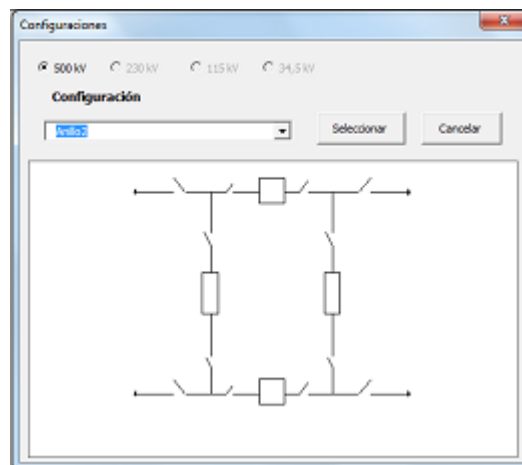 Configuraciones
500 kV 230 kV 115 kV 34,5 kV
Configuración
Anillo2
Seleccionar Cancelar